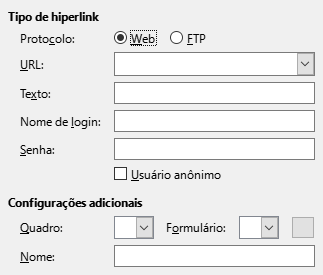 Tipo de hiperlink
Protocolo: Web FTP
URL:
Texto:
Nome de login:
Senha:
Usuário anônimo
Configurações adicionais
Quadro: Formulário:
Nome: